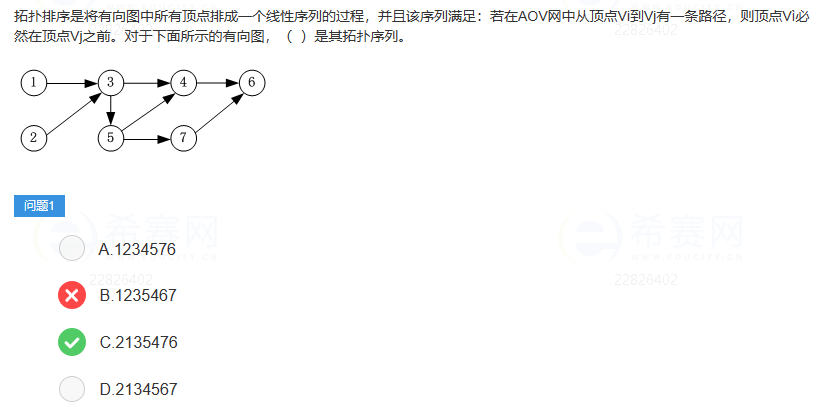 拓扑排序是将有向图中所有顶点排成一个线性序列的过程，并且该序列满足：若在AOV网中从顶点Vi到Vj有一条路径，则顶点Vi必
然在顶点Vj之前。对于下面所示的有向图，（ ）是其拓扑序列。
1 3 4 6
2 5 7
问题1
希赛网
希赛网
WWW.EDUCITY.CN
A.1234576
22826402
22826402
B.1235467
C.2135476
D.2134567